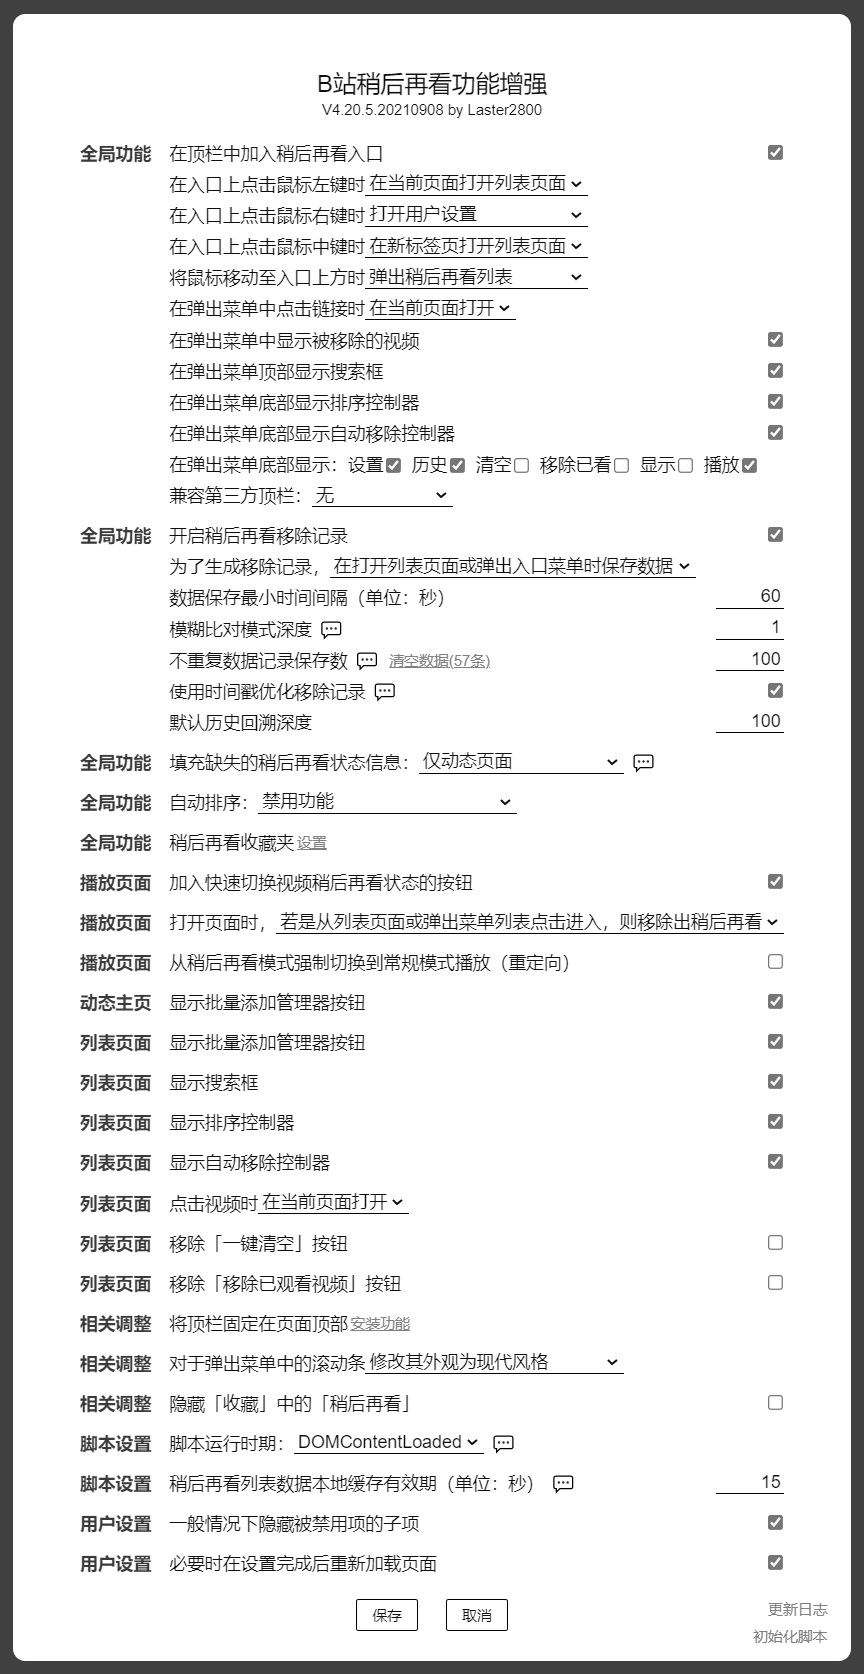 B站稍后再看功能增强
V4.20.5.20210908 by Laster2800
全局功能 在顶栏中加入稍后再看入口
在入口上点击鼠标左键时 在当前页面打开列表页面
在入口上点击鼠标右键时 打开用户设置
在入口上点击鼠标中键时 在新标签页打开列表页面
将鼠标移动至入口上方时 弹出稍后再看列表
在弹出菜单中点击链接时 在当前页面打开
在弹出菜单中显示被移除的视频
在弹出菜单顶部显示搜索框
在弹出菜单底部显示排序控制器
在弹出菜单底部显示自动移除控制器
在弹出菜单底部显示：设置 历史 清空 移除已看 显示 播放
兼容第三方顶栏： 无
全局功能 开启稍后再看移除记录
为了生成移除记录， 在打开列表页面或弹出入口菜单时保存数据
数据保存最小时间间隔（单位：秒） 60
模糊比对模式深度 1
不重复数据记录保存数 清空数据(57条) 100
使用时间戳优化移除记录
默认历史回溯深度 100
全局功能 填充缺失的稍后再看状态信息： 仅动态页面
全局功能 自动排序： 禁用功能
全局功能 稍后再看收藏夹 设置
播放页面 加入快速切换视频稍后再看状态的按钮
播放页面 打开页面时， 若是从列表页面或弹出菜单列表点击进入，则移除出稍后再看
播放页面 从稍后再看模式强制切换到常规模式播放（重定向）
动态主页 显示批量添加管理器按钮
列表页面 显示批量添加管理器按钮
列表页面 显示搜索框
列表页面 显示排序控制器
列表页面 显示自动移除控制器
列表页面 点击视频时 在当前页面打开
列表页面 移除「一键清空」按钮
列表页面 移除「移除已观看视频」按钮
相关调整 将顶栏固定在页面顶部 安装功能
相关调整 对于弹出菜单中的滚动条 修改其外观为现代风格
相关调整 隐藏「收藏」中的「稍后再看」
脚本设置 脚本运行时期： DOMContentLoaded
脚本设置 稍后再看列表数据本地缓存有效期（单位：秒） 15
用户设置 一般情况下隐藏被禁用项的子项
用户设置 必要时在设置完成后重新加载页面
保存 取消
更新日志
初始化脚本